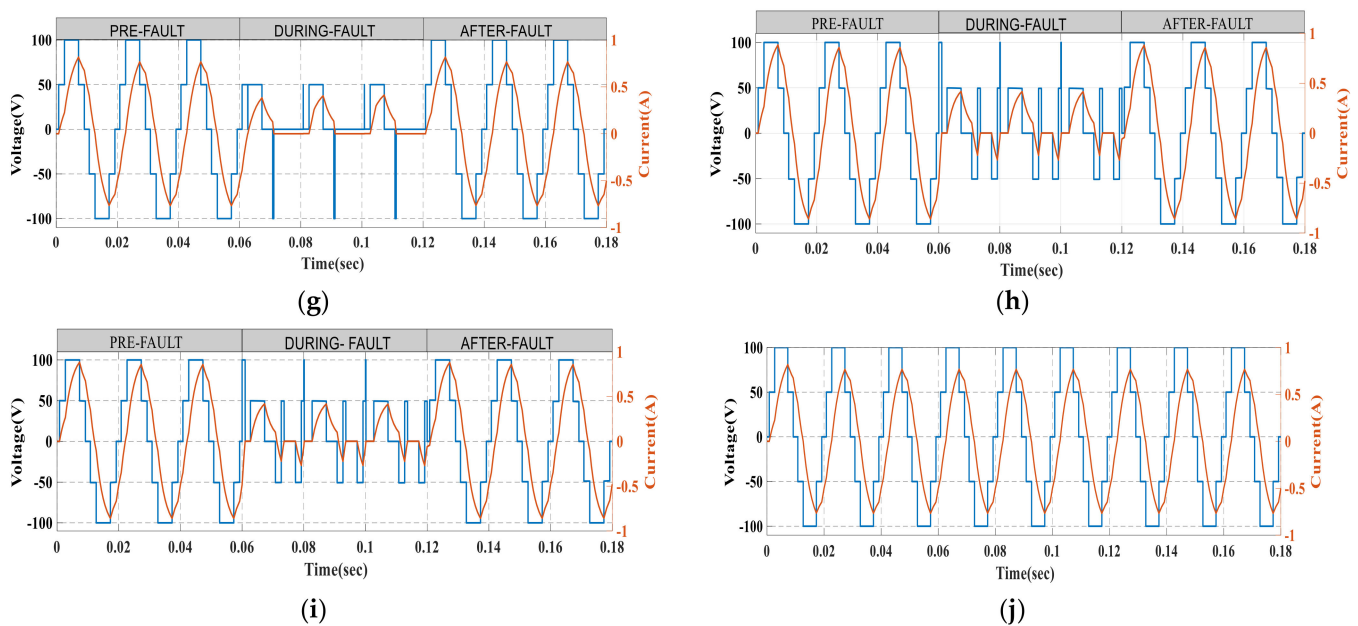 PRE-FAULT DURING-FAULT AFTER-FAULT
100
50
0
-50
-100
Voltage(V)
1
0.5
0
-0.5
-1
Current(A)
0 0.02 0.04 0.06 0.08 0.1 0.12 0.14 0.16 0.18
Time(sec)
(g)
PRE-FAULT DURING-FAULT AFTER-FAULT
100
50
0
-50
-100
Voltage(V)
1
0.5
0
-0.5
-1
Current(A)
0 0.02 0.04 0.06 0.08 0.1 0.12 0.14 0.16 0.18
Time(sec)
(h)
PRE-FAULT DURING- FAULT AFTER-FAULT
100
50
0
-50
-100
Voltage(V)
1
0.5
0
-0.5
-1
Current(A)
0 0.02 0.04 0.06 0.08 0.1 0.12 0.14 0.16 0.18
Time(sec)
(i)
100
50
0
-50
-100
Voltage(V)
1
0.5
0
-0.5
-1
Current(A)
0 0.02 0.04 0.06 0.08 0.1 0.12 0.14 0.16 0.18
Time(sec)
(j)